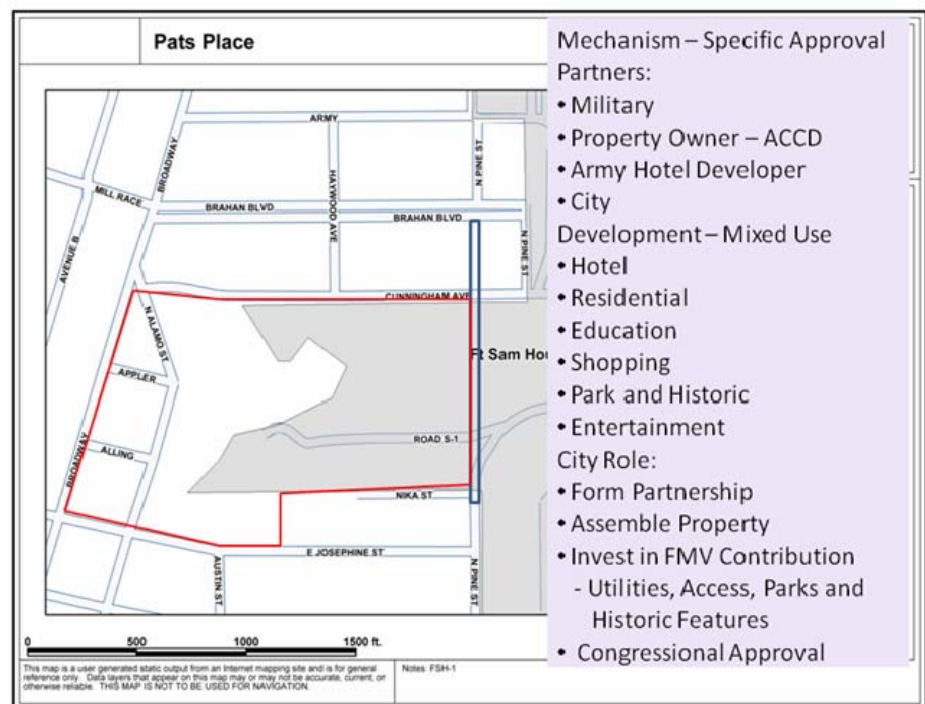 Pats Place
Mechanism – Specific Approval
Partners:
• Military
• Property Owner – ACCD
• Army Hotel Developer
• City
Development – Mixed Use
• Hotel
• Residential
• Education
• Shopping
• Park and Historic
• Entertainment
City Role:
• Form Partnership
• Assemble Property
• Invest in FMV Contribution
- Utilities, Access, Parks and
Historic Features
• Congressional Approval
ARMY
BROADWAY
HAYWOOD AVE
N PINE ST
MILL RACE
BRAHAN BLVD
BRAHAN BLVD
AVENUE B
N PINE ST
CUNNINGHAM AVE
N ALAMO ST
Ft Sam Hou
APPLER
ROAD S-1
BROADWAY
ALLING
NIKA ST
E JOSEPHINE ST
AUSTIN ST
N PINE ST
0 500 1000 1500 ft.
This map is a user generated static output from an Internet mapping site and is for general
reference only. Data layers that appear on this map may or may not be accurate, current, or
otherwise reliable. THIS MAP IS NOT TO BE USED FOR NAVIGATION.
Notes: FSIH-1